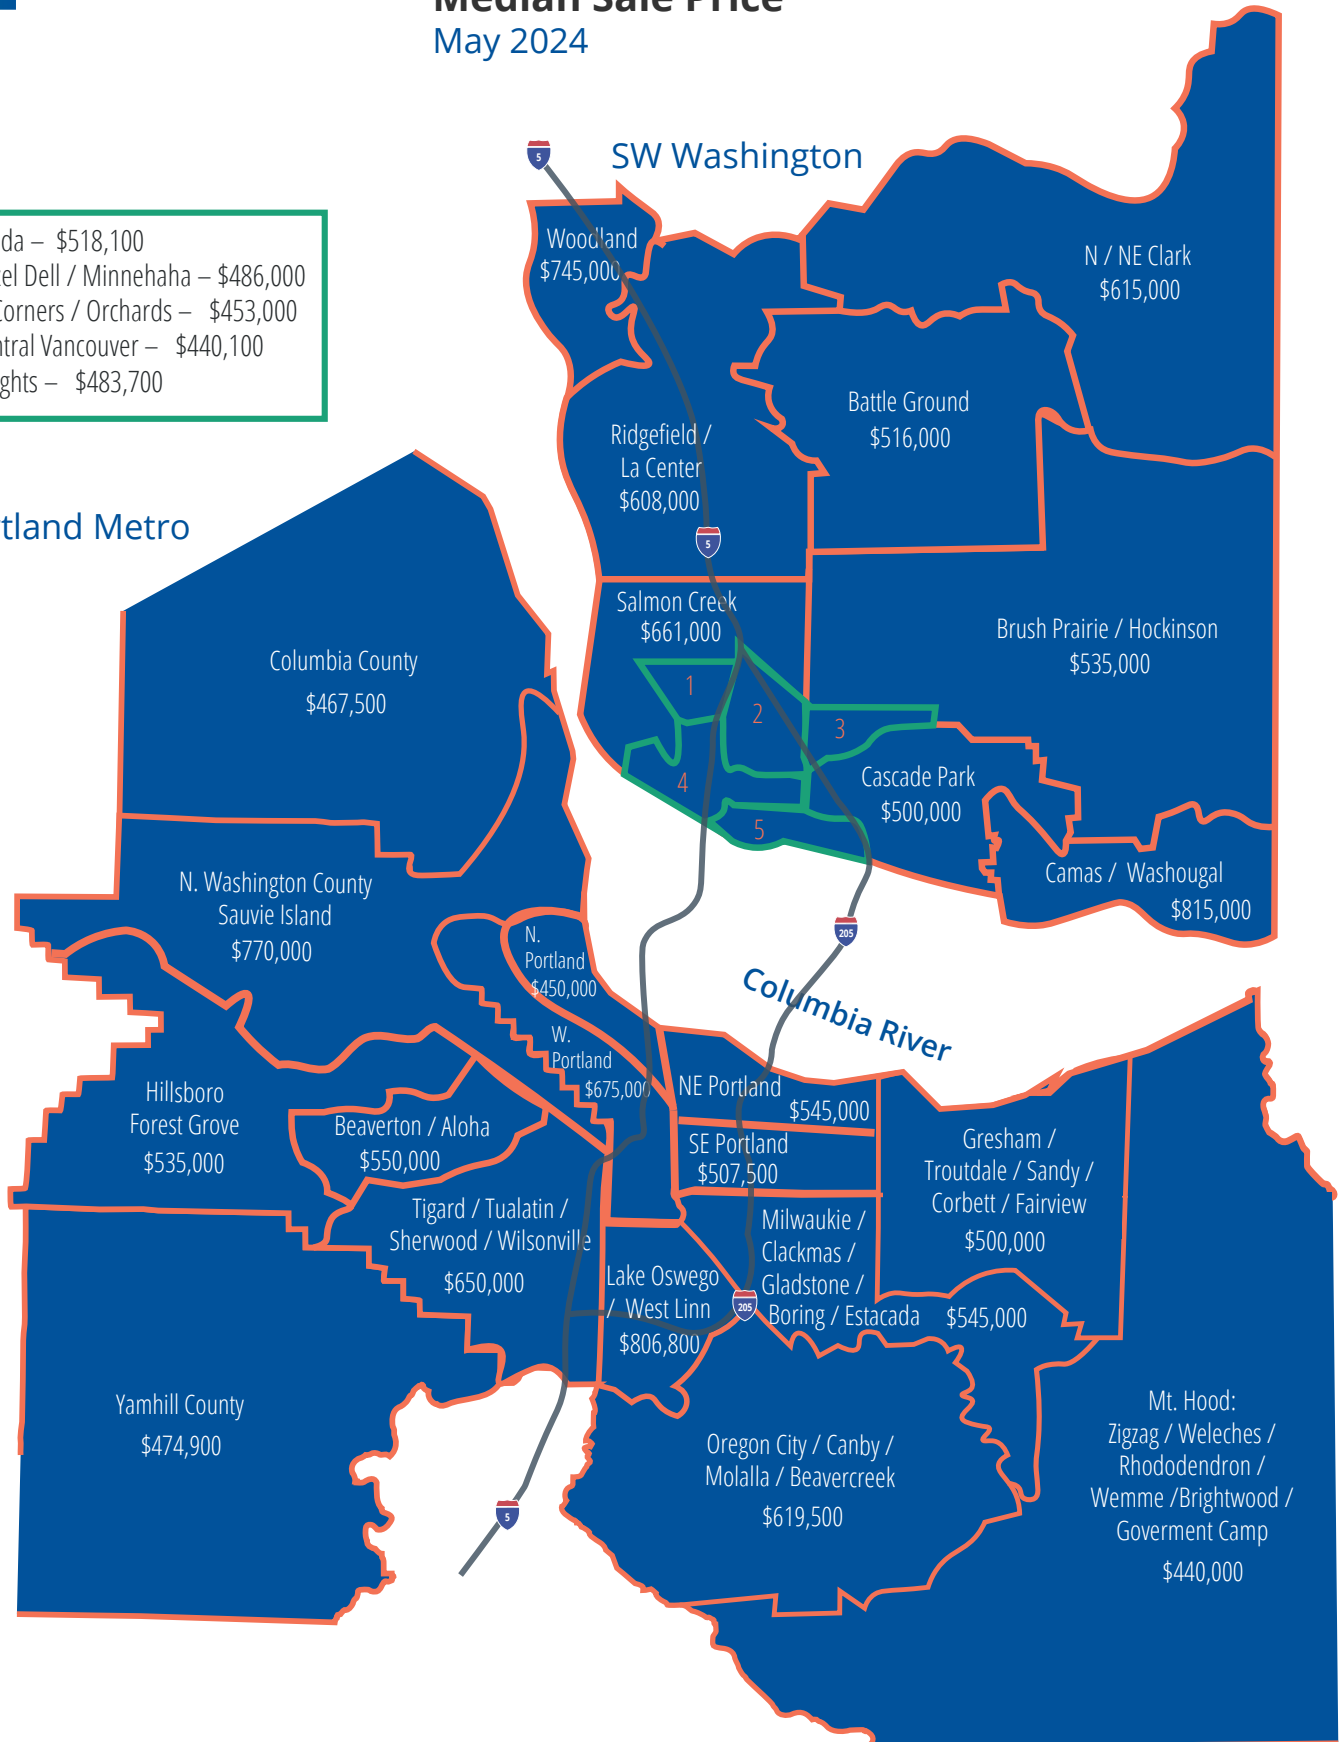 Median Sale Price
May 2024
SW Washington
da – $518,100
el Dell / Minnehaha – $486,000
Corners / Orchards – $453,000
ntral Vancouver – $440,100
ghts – $483,700
tland Metro
5
Woodland
$745,000
N / NE Clark
$615,000
Battle Ground
$516,000
Ridgefield /
La Center
$608,000
5
Salmon Creek
$661,000
Brush Prairie / Hockinson
$535,000
1
2
3
4
5
Cascade Park
$500,000
Camas / Washougal
$815,000
205
Columbia River
Columbia County
$467,500
N. Washington County
Sauvie Island
$770,000
N.
Portland
$450,000
W.
Portland
$675,000
NE Portland
$545,000
SE Portland
$507,500
Hillsboro
Forest Grove
$535,000
Beaverton / Aloha
$550,000
Gresham /
Troutdale / Sandy /
Corbett / Fairview
$500,000
Tigard / Tualatin /
Sherwood / Wilsonville
$650,000
Milwaukie /
Clackmas /
Gladstone /
Boring / Estacada $545,000
Lake Oswego
/ West Linn
$806,800
205
Yamhill County
$474,900
Oregon City / Canby /
Molalla / Beavercreek
$619,500
Mt. Hood:
Zigzag / Weleches /
Rhododendron /
Wemme /Brightwood /
Goverment Camp
$440,000
5